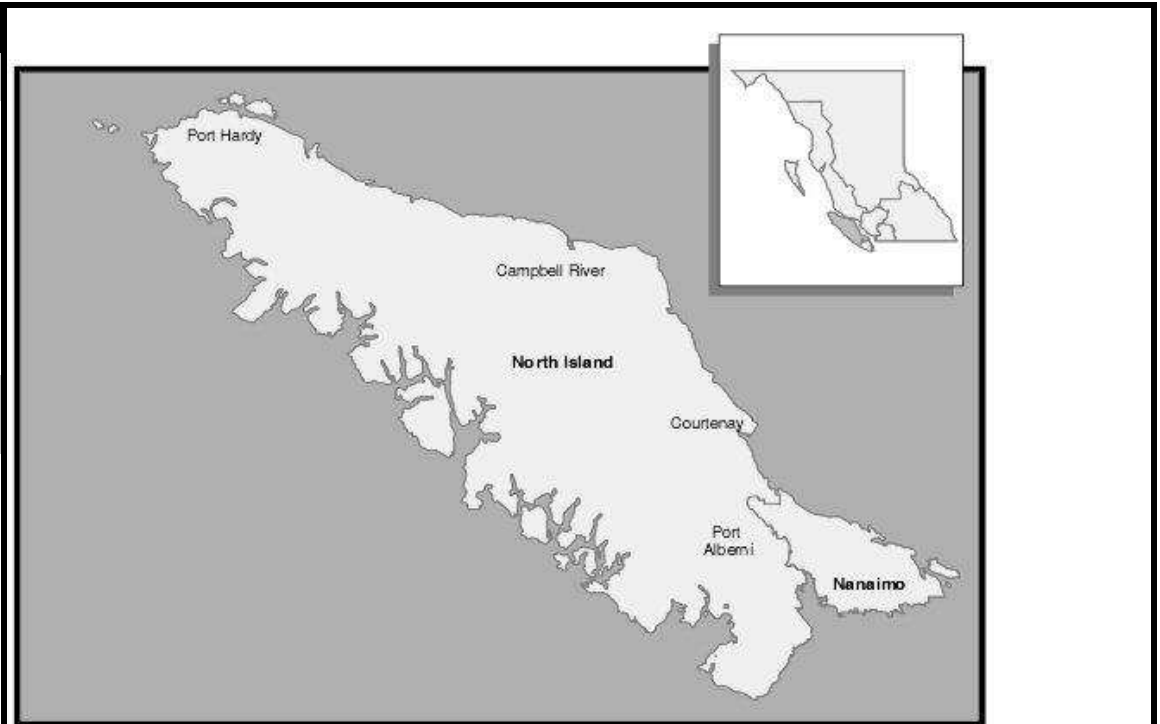 Port Hardy
Campbell River
North Island
Courtenay
Port
Alberni
Nanaimo